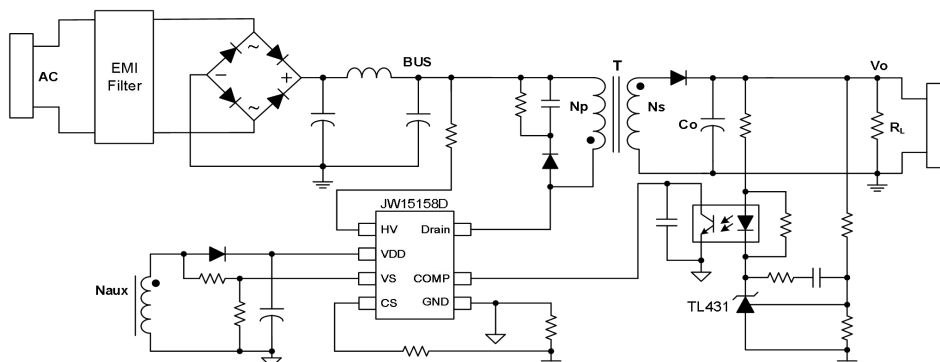 AC
EMI
Filter
~
−
+
~
BUS
T
Np
Ns
Co
Vo
RL
JW15158D
HV
Drain
VDD
VS
COMP
CS
GND
Naux
TL431